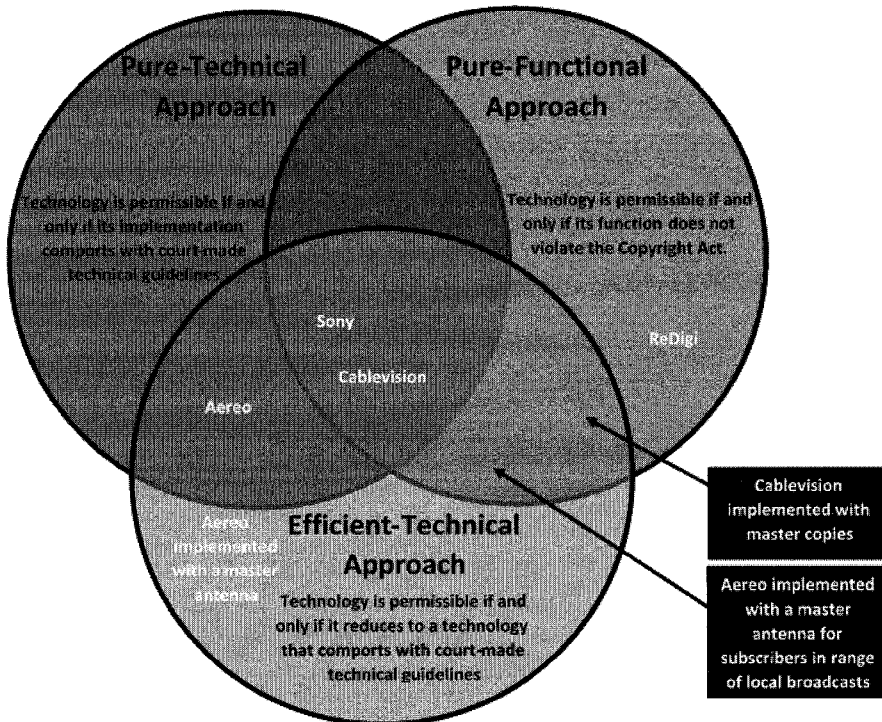 Pure-Technical
Approach
Technology is permissible if and
only if its implementation
comports with court-made
technical guidelines
Pure-Functional
Approach
Technology is permissible if and
only if its function does not
violate the Copyright Act.
Sony
Cablevision
Aereo
ReDigi
Aereo
implemented
with a master
antenna
Efficient-Technical
Approach
Technology is permissible if and
only if it reduces to a technology
that comports with court-made
technical guidelines
Cablevision
implemented with
master copies
Aereo implemented
with a master
antenna for
subscribers in range
of local broadcasts